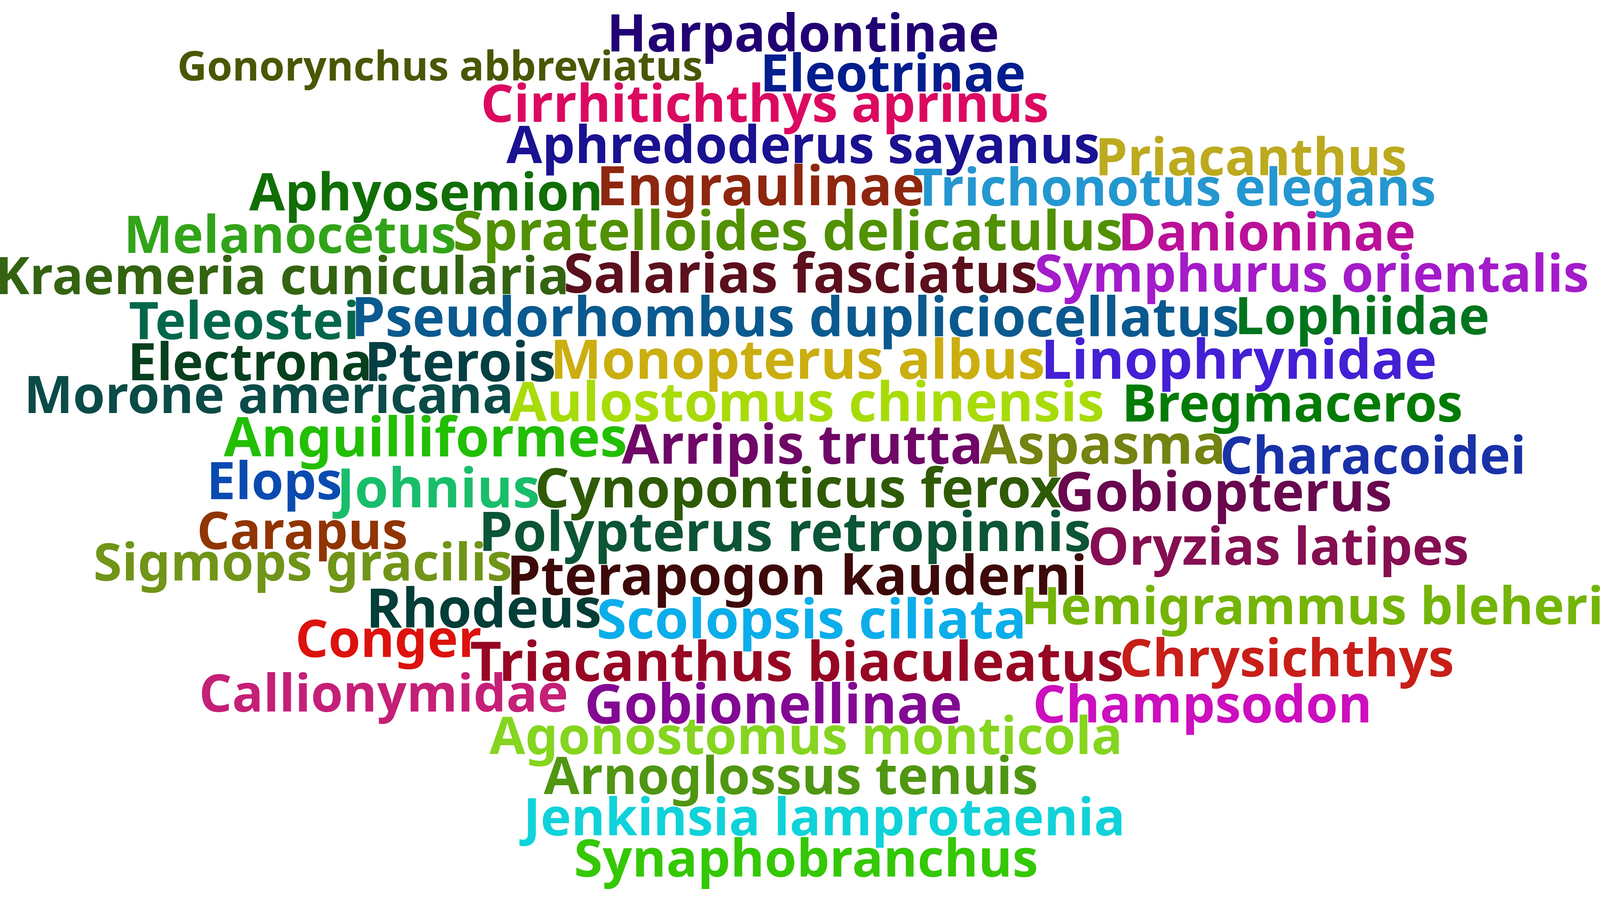 Harpadontinae
Gonorynchus abbreviatus
Eleotrinae
Cirrhitichthys aprinus
Aphredoderus sayanus
Priacanthus
Aphyosemion
Engraulinae
Trichonotus elegans
Melanocetus
Spratelloides delicatulus
Danioninae
Kraemeria cunicularia
Salarias fasciatus
Symphurus orientalis
Teleostei
Pseudorhombus dupliciocellatus
Lophiidae
Electrona
Pterois
Monopterus albus
Linophrynidae
Morone americana
Aulostomus chinensis
Bregmaceros
Anguilliformes
Arripis trutta
Aspasma
Characoidei
Elops
Johnius
Cynoponticus ferox
Gobiopterus
Carapus
Polypterus retropinnis
Oryzias latipes
Sigmops gracilis
Pterapogon kauderni
Rhodeus
Scolopsis ciliata
Hemigrammus bleheri
Conger
Triacanthus biaculeatus
Chrysichthys
Callionymidae
Gobionellinae
Champsodon
Agonostomus monticola
Arnoglossus tenuis
Jenkinsia lamprotaenia
Synaphobranchus